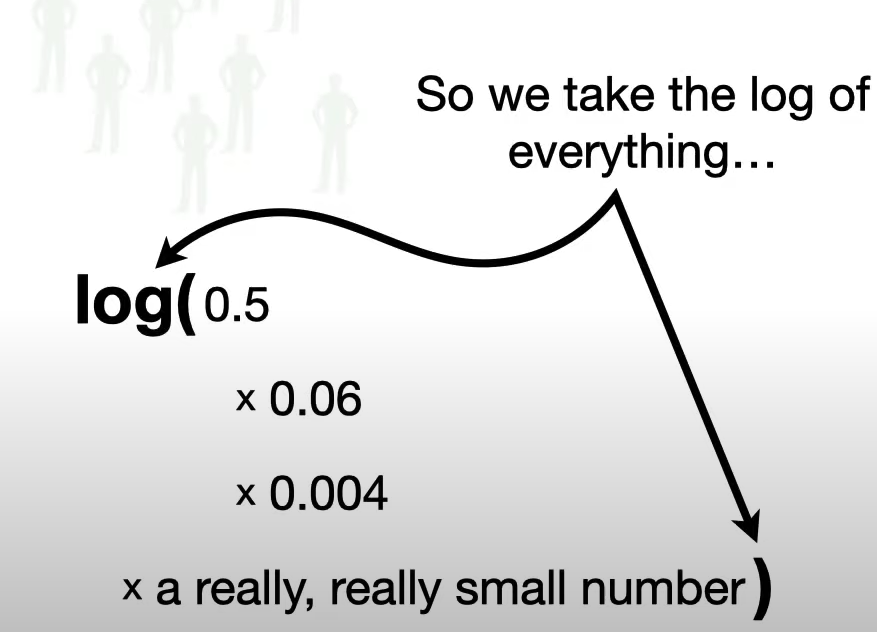 So we take the log of
everything...
log( 0.5
x 0.06
x 0.004
x a really, really small number )